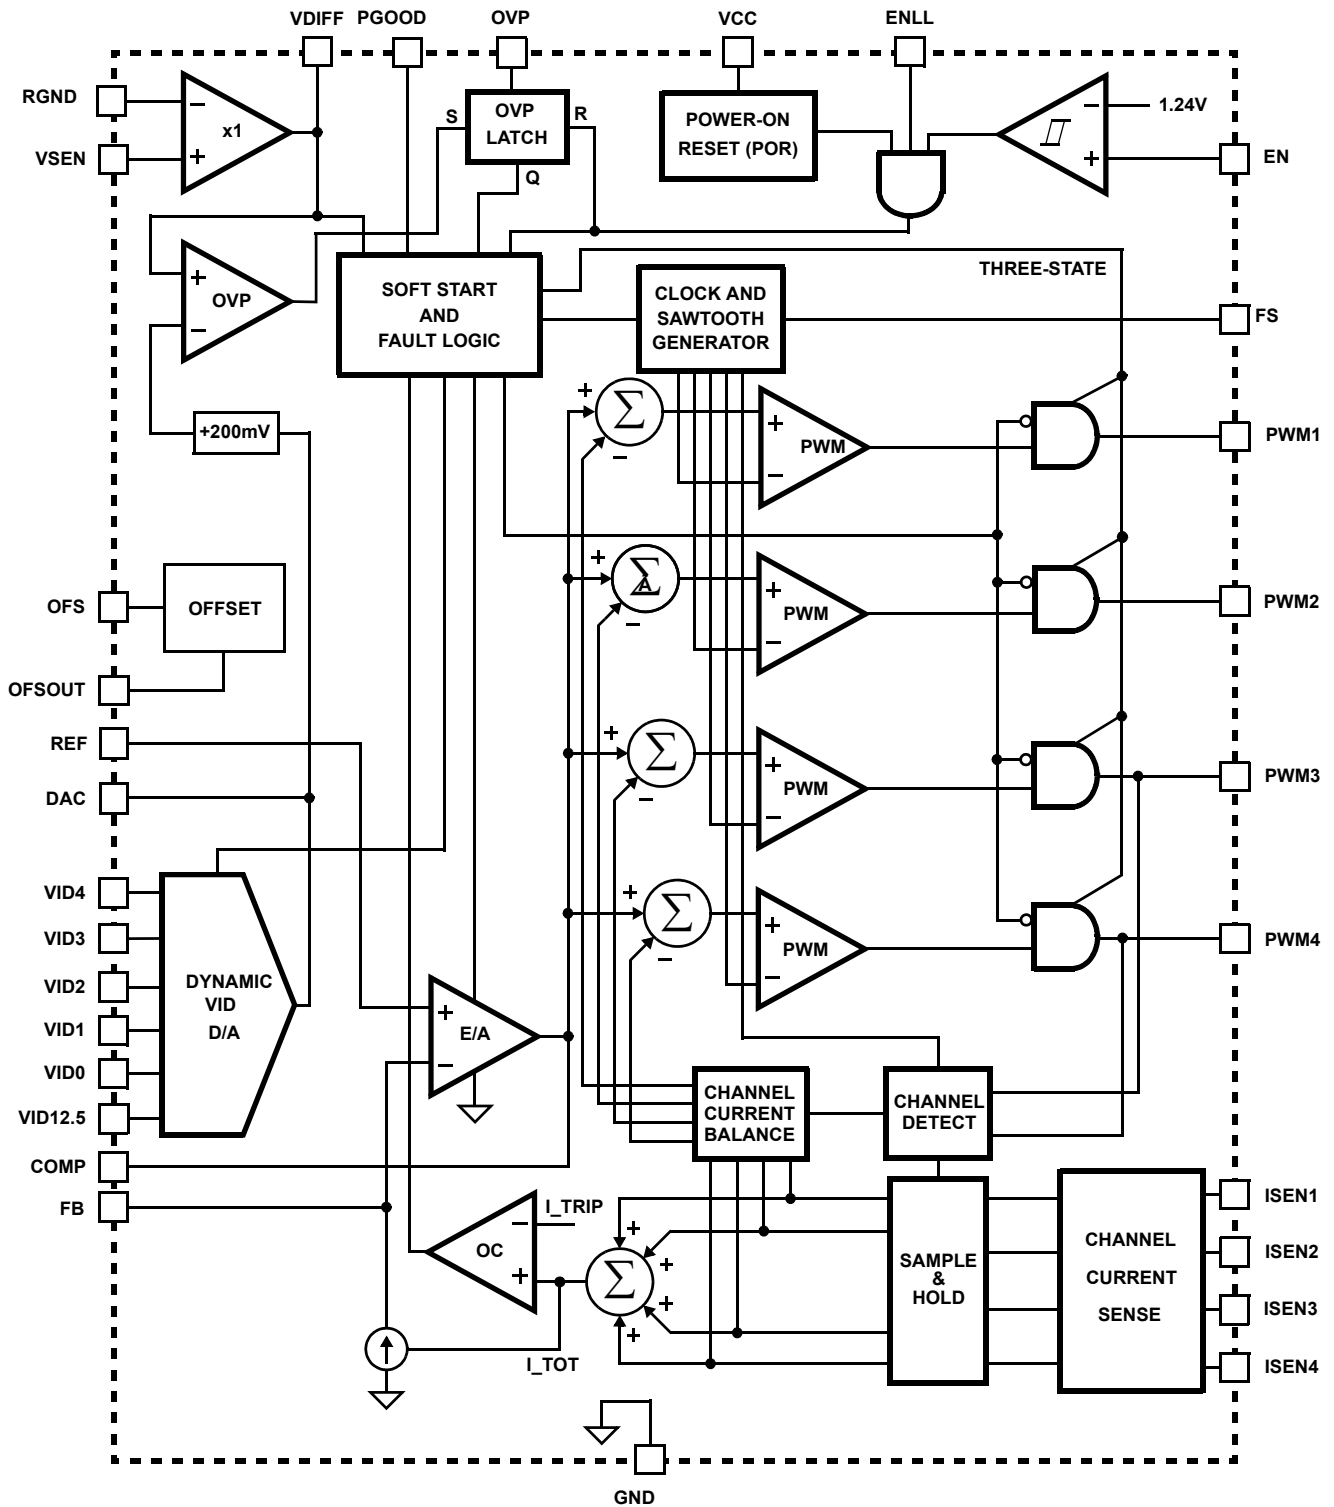 VDIFF PGOOD OVP VCC ENLL
RGND
VSEN
−
x1
+
S
OVP
LATCH
R
Q
POWER-ON
RESET (POR)
−
1.24V
+
EN
+
OVP
−
SOFT START
AND
FAULT LOGIC
CLOCK AND
SAWTOOTH
GENERATOR
THREE-STATE
FS
+200mV
+
Σ
−
+
PWM
−
PWM1
OFS
OFFSET
OFSOUT
+
Σ
A
−
+
PWM
−
PWM2
REF
DAC
+
Σ
−
+
PWM
−
PWM3
VID4
VID3
VID2
VID1
VID0
VID12.5
DYNAMIC
VID
D/A
+
Σ
−
+
PWM
−
PWM4
+
E/A
−
CHANNEL
CURRENT
BALANCE
CHANNEL
DETECT
COMP
FB
−
I_TRIP
OC
+
I_TOT
+
+
Σ
+
+
SAMPLE
&
HOLD
CHANNEL
CURRENT
SENSE
ISEN1
ISEN2
ISEN3
ISEN4
GND